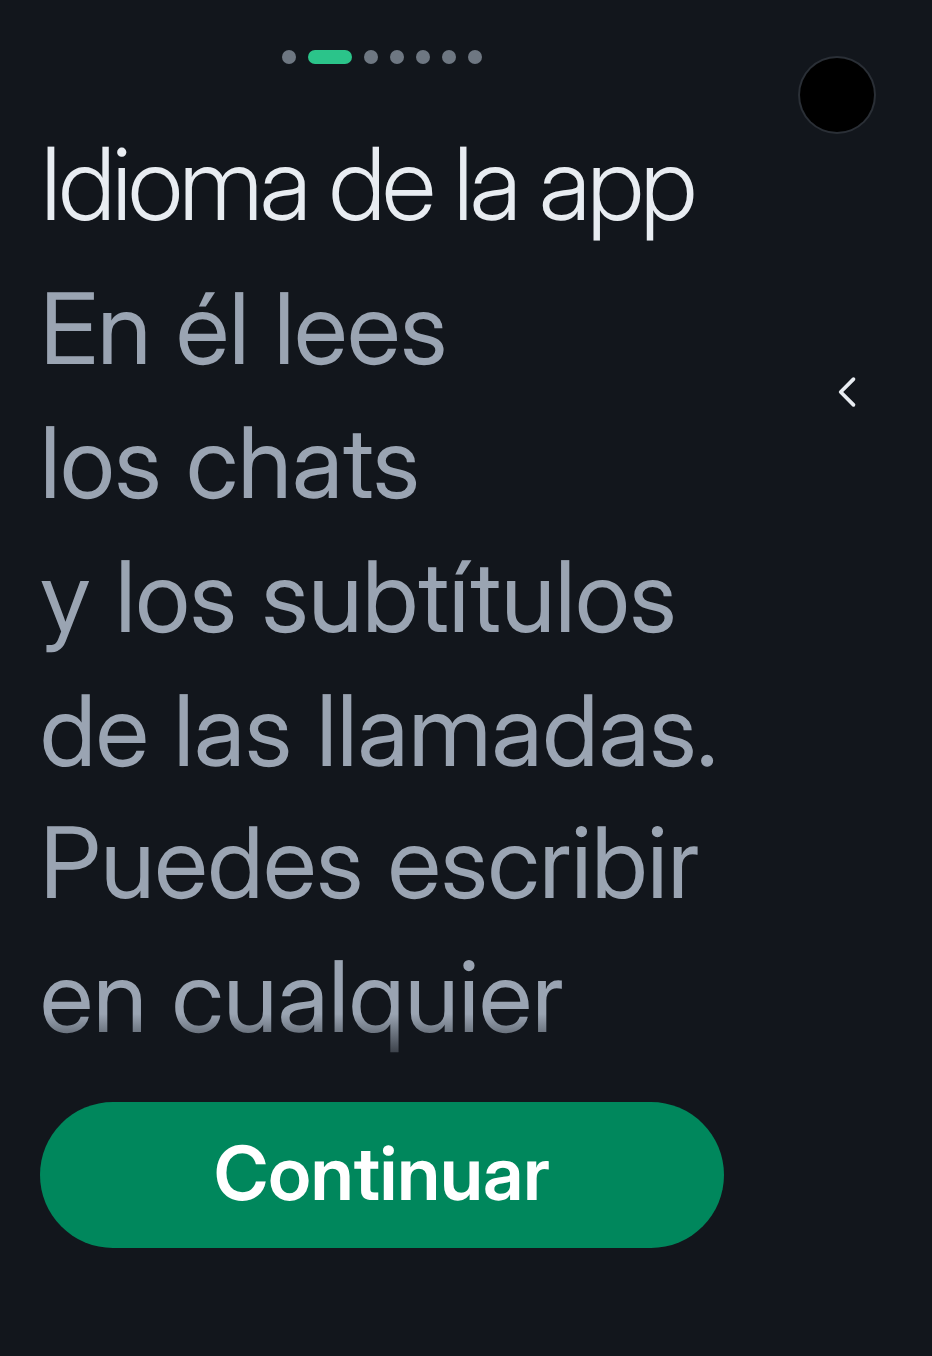 Idioma de la app
En él lees
los chats
y los subtítulos
de las llamadas.
Puedes escribir
en cualquier
Continuar